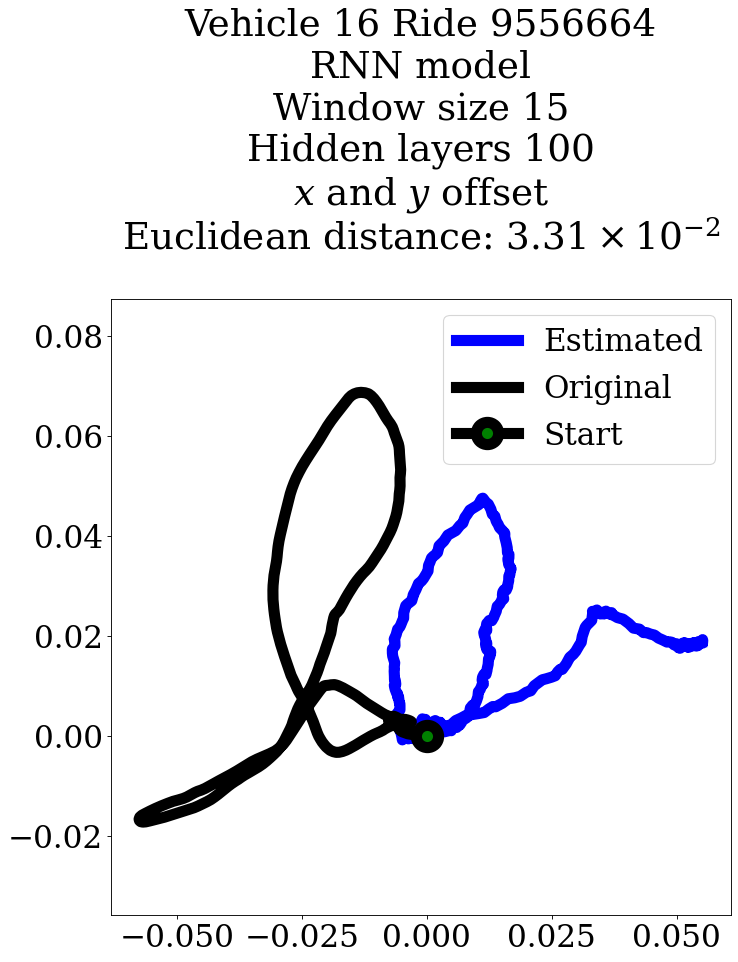 Vehicle 16 Ride 9556664
RNN model
Window size 15
Hidden layers 100
x and y offset
Euclidean distance: 3.31 × 10⁻²
Estimated
Original
Start
0.08
0.06
0.04
0.02
0.00
−0.02
−0.050 −0.025 0.000 0.025 0.050